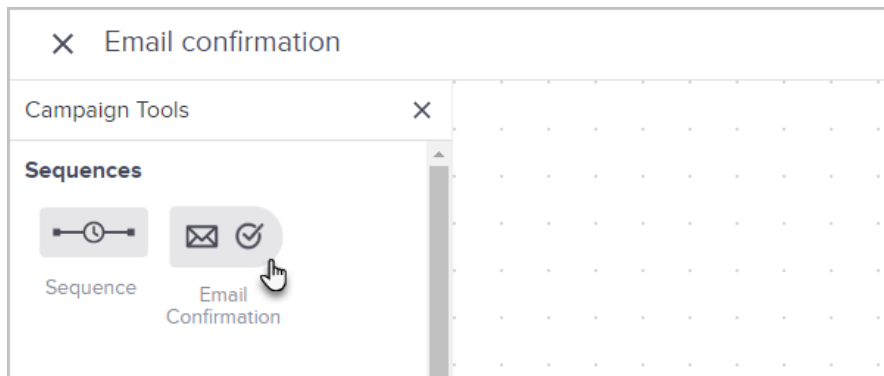 Email confirmation
Campaign Tools
Sequences
Sequence
Email
Confirmation